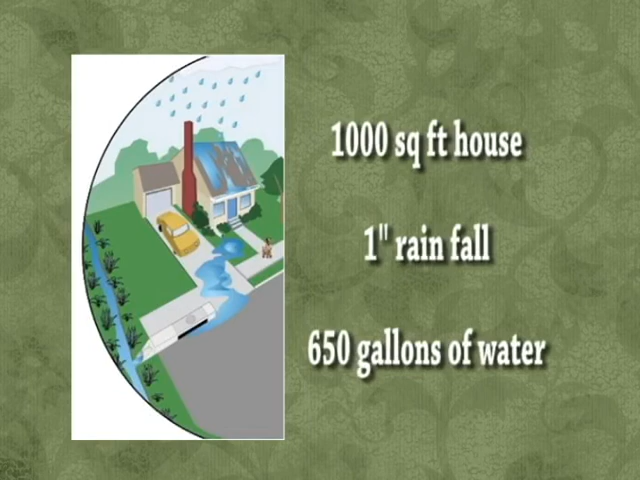 1000 sq ft house
1" rain fall
650 gallons of water